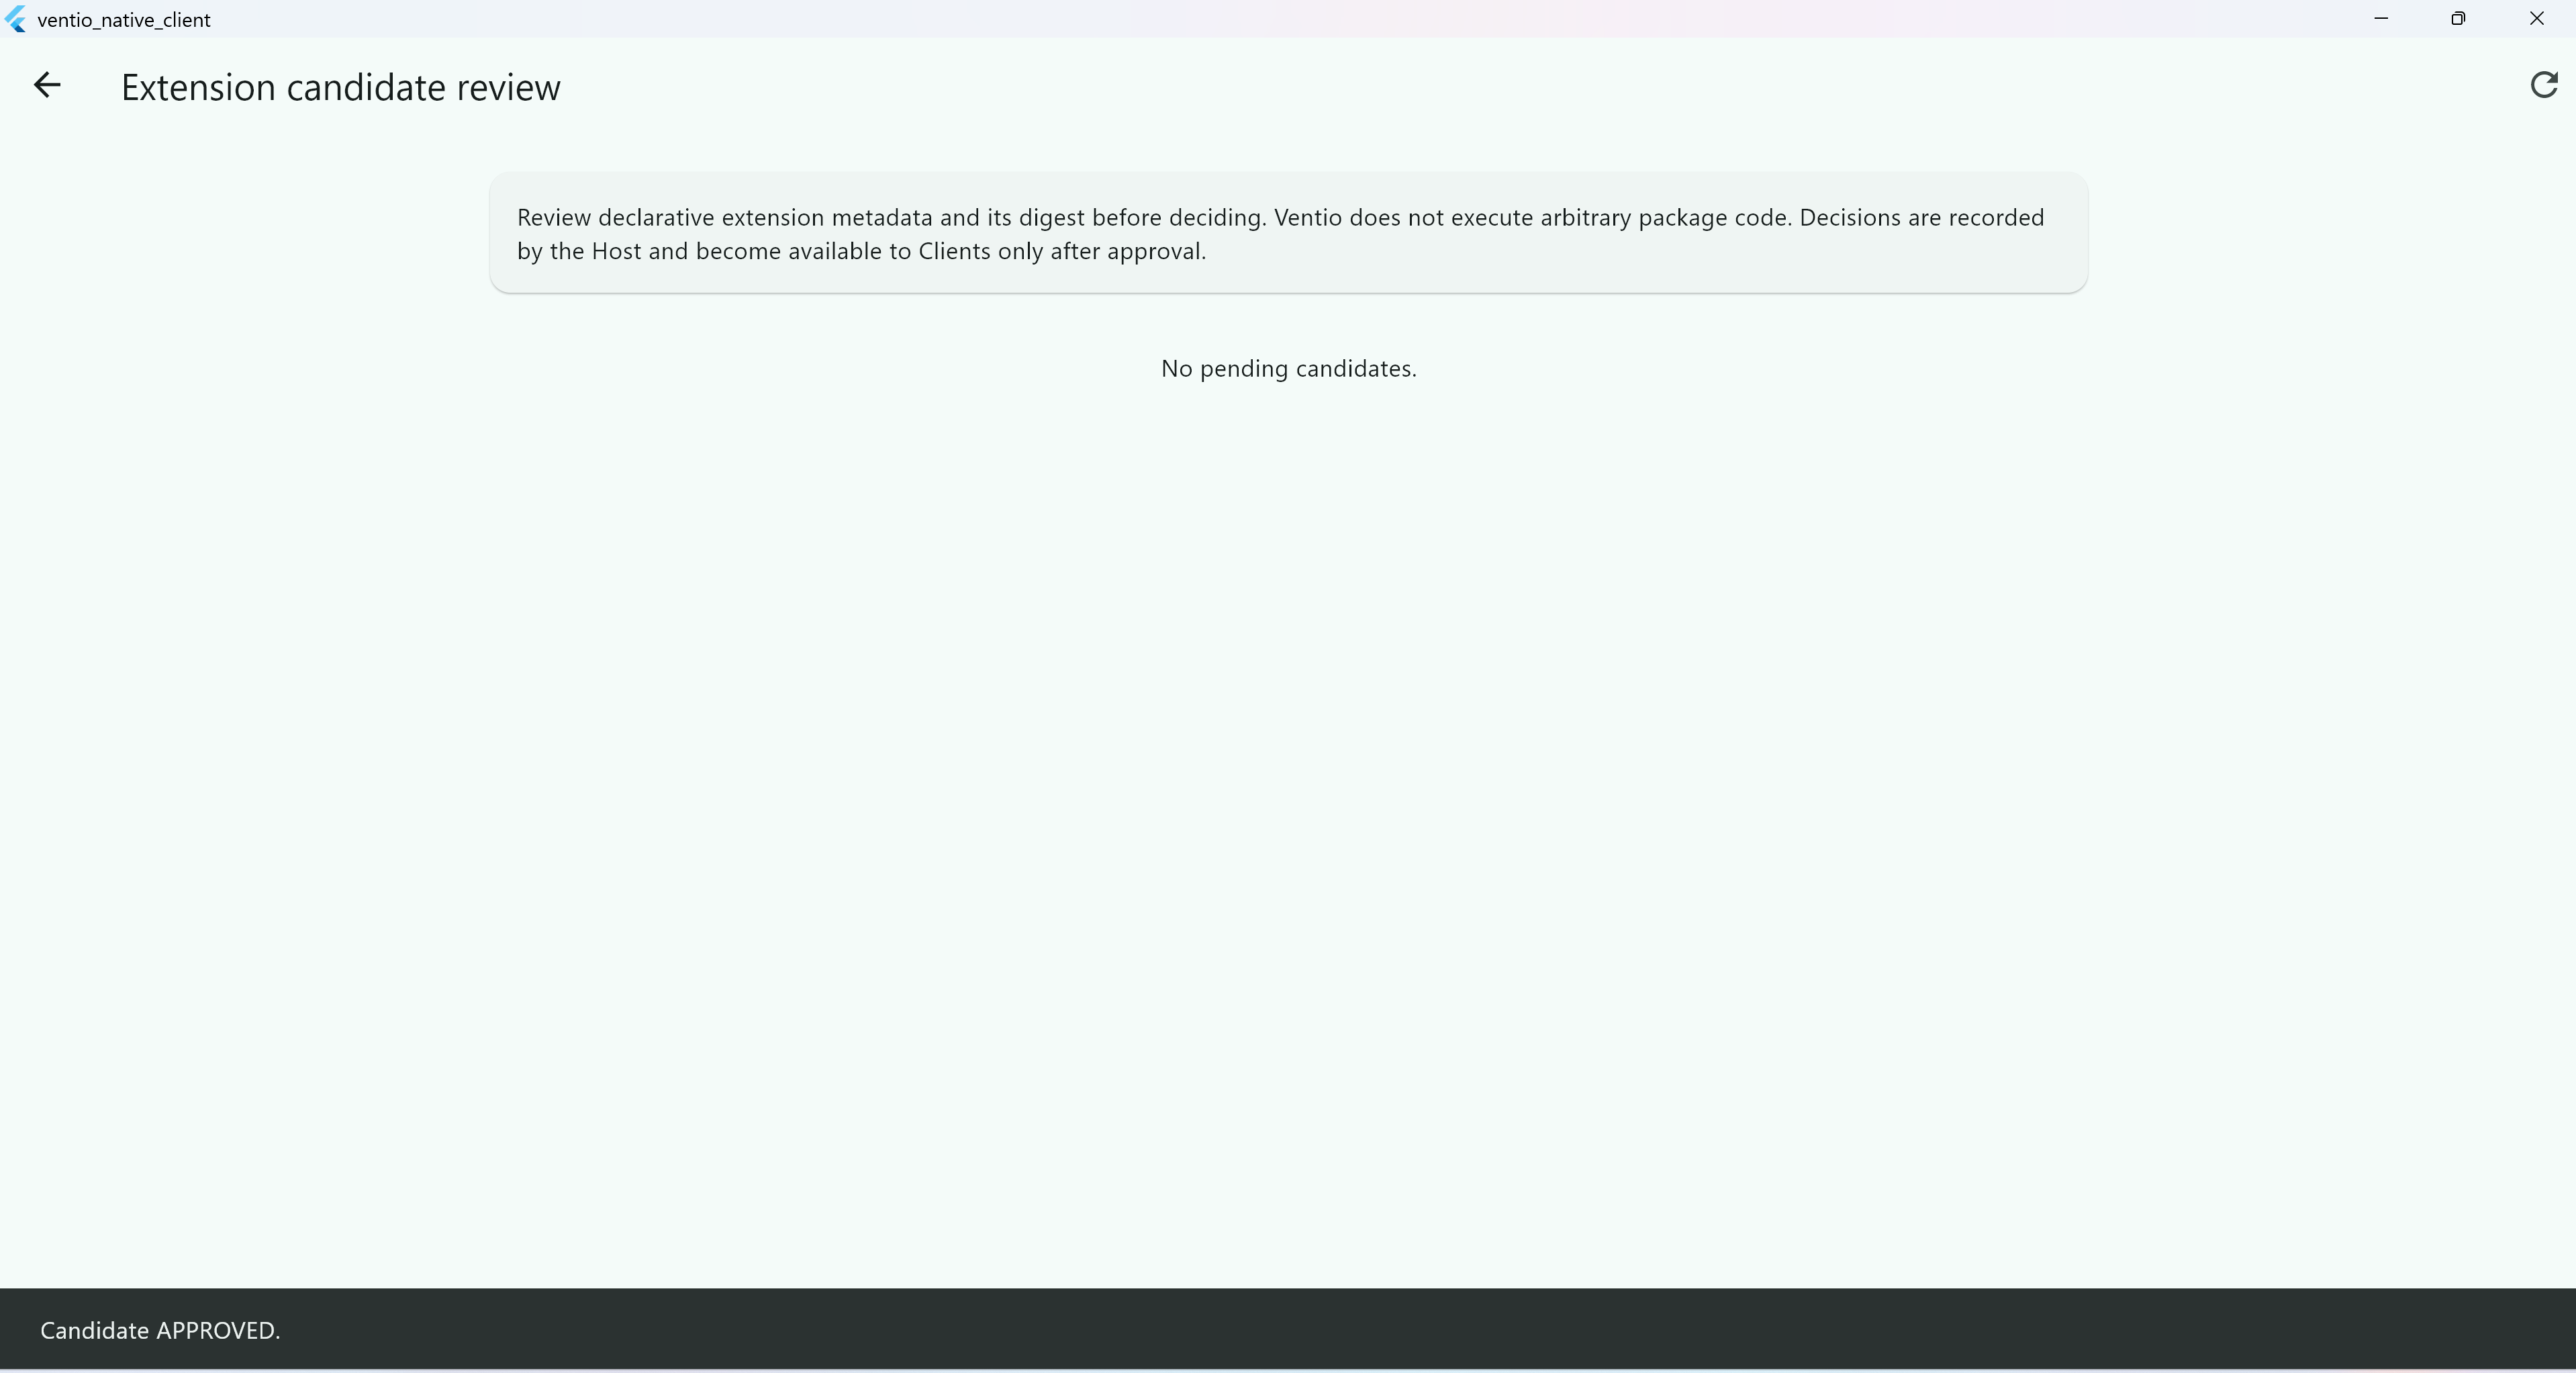 ventio_native_client
Extension candidate review
Review declarative extension metadata and its digest before deciding. Ventio does not execute arbitrary package code. Decisions are recorded
by the Host and become available to Clients only after approval.
No pending candidates.
Candidate APPROVED.